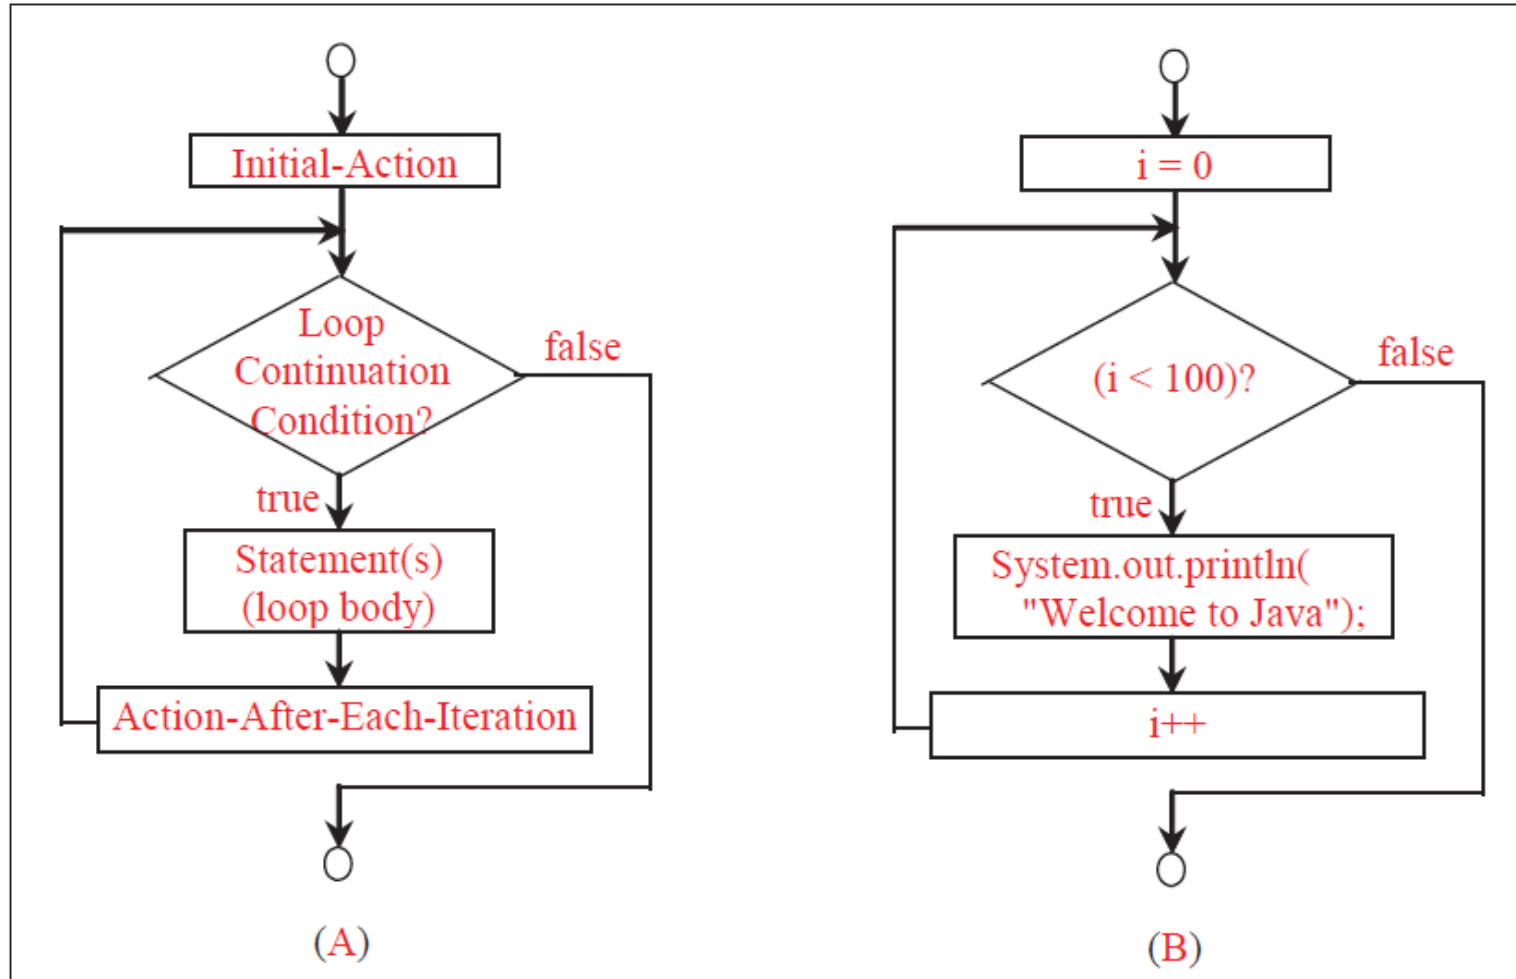 Initial-Action
Loop
Continuation
Condition?
false
true
Statement(s)
(loop body)
Action-After-Each-Iteration
(A)
i = 0
(i < 100)?
false
true
System.out.println(
"Welcome to Java");
i++
(B)